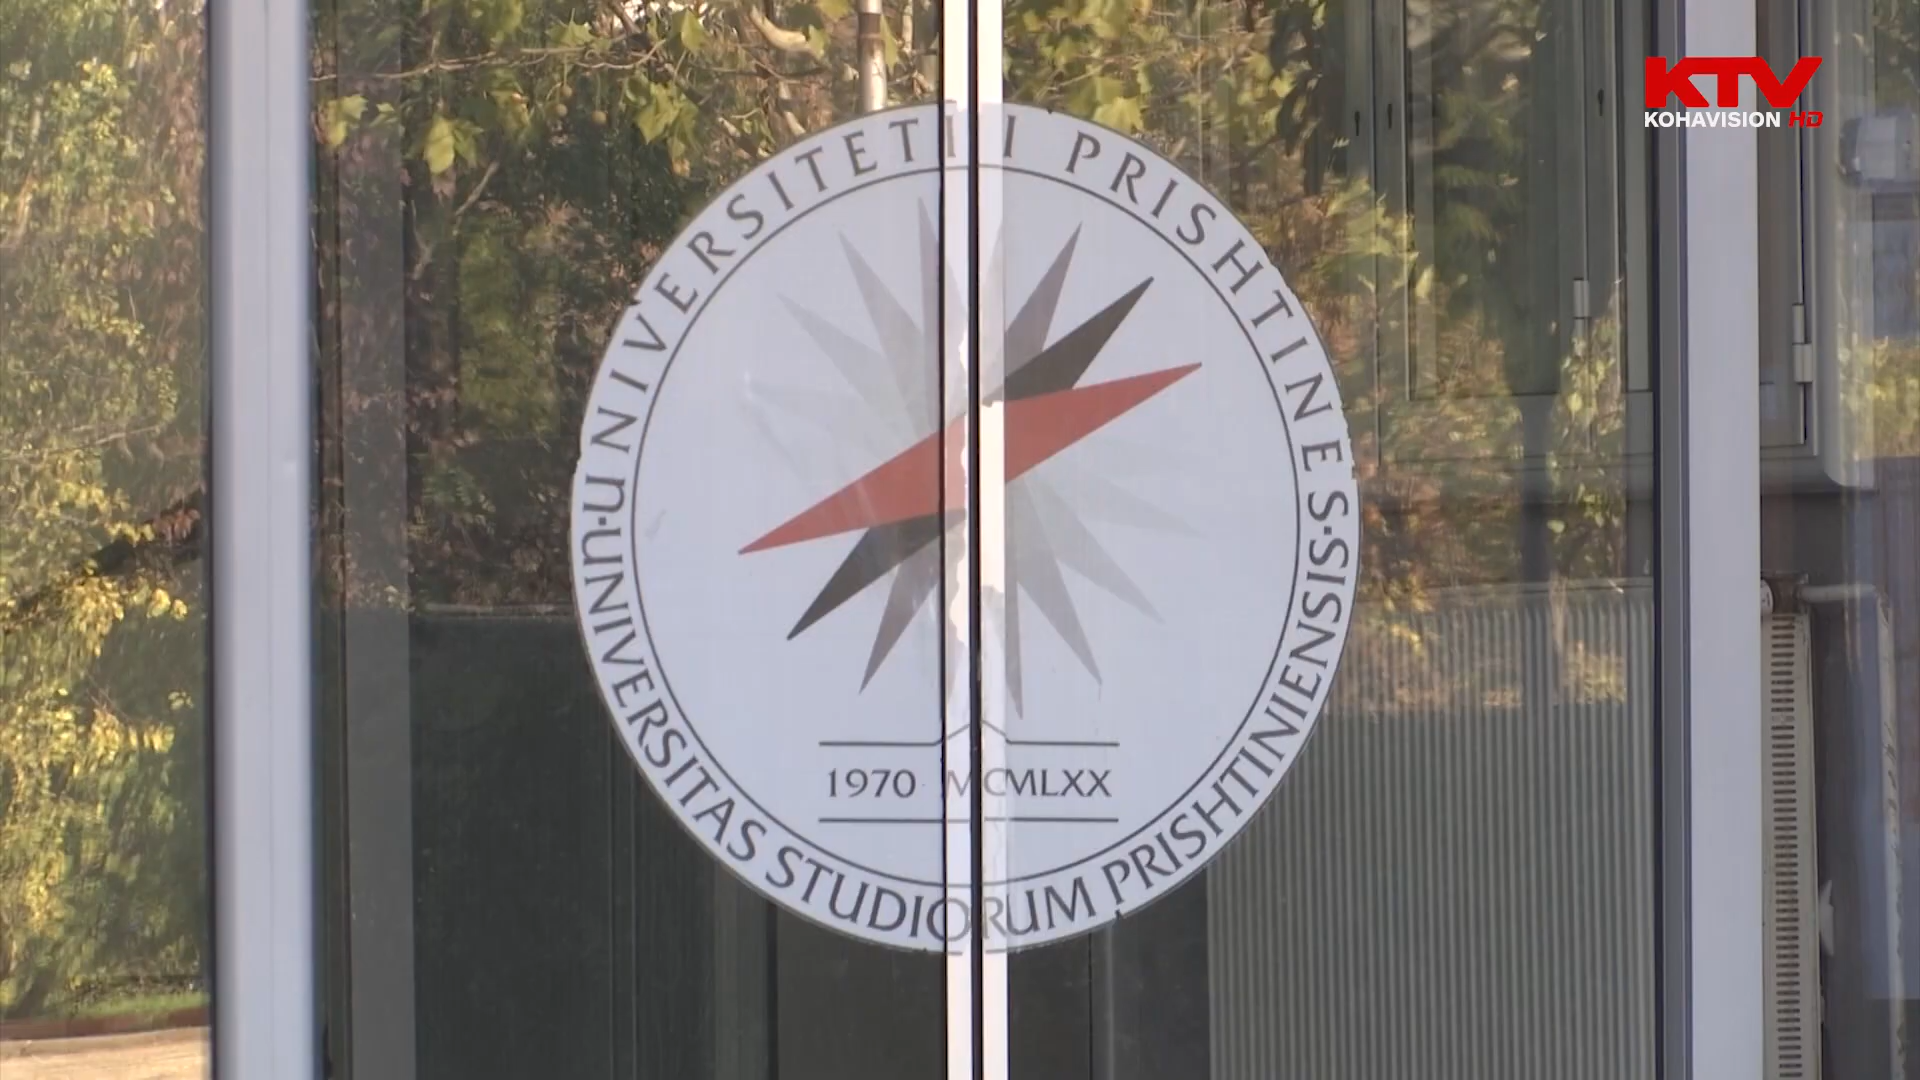 KTV
KOHAVISION HD
UNIVERSITETI I PRISHTINËS
1970 MCMLXX
·U·UNIVERSITAS STUDIORUM PRISHTINIENSIS·S·